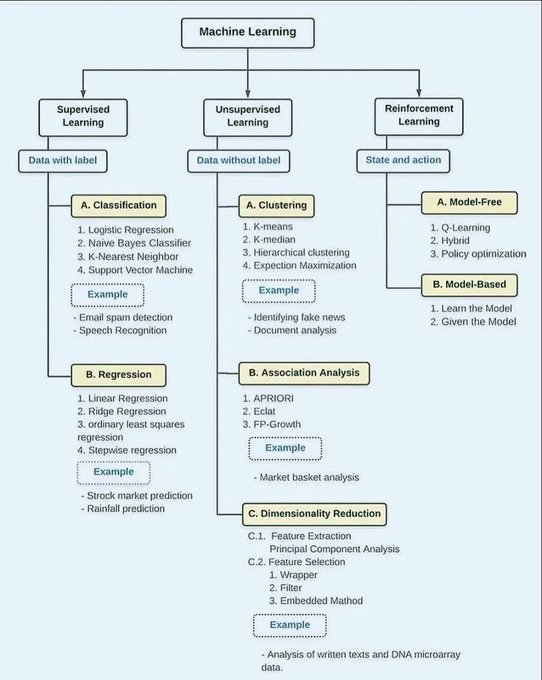 Machine Learning
Supervised
Learning
Unsupervised
Learning
Reinforcement
Learning
Data with label
Data without label
State and action
A. Classification
1. Logistic Regression
2. Naive Bayes Classifier
3. K-Nearest Neighbor
4. Support Vector Machine
Example
- Email spam detection
- Speech Recognition
B. Regression
1. Linear Regression
2. Ridge Regression
3. ordinary least squares
regression
4. Stepwise regression
Example
- Strock market prediction
- Rainfall prediction
A. Clustering
1. K-means
2. K-median
3. Hierarchical clustering
4. Expection Maximization
Example
- Identifying fake news
- Document analysis
B. Association Analysis
1. APRIORI
2. Eclat
3. FP-Growth
Example
- Market basket analysis
C. Dimensionality Reduction
C.1. Feature Extraction
Principal Component Analysis
C.2. Feature Selection
1. Wrapper
2. Filter
3. Embedded Mathod
Example
- Analysis of written texts and DNA microarray
data.
A. Model-Free
1. Q-Learning
2. Hybrid
3. Policy optimization
B. Model-Based
1. Learn the Model
2. Given the Model